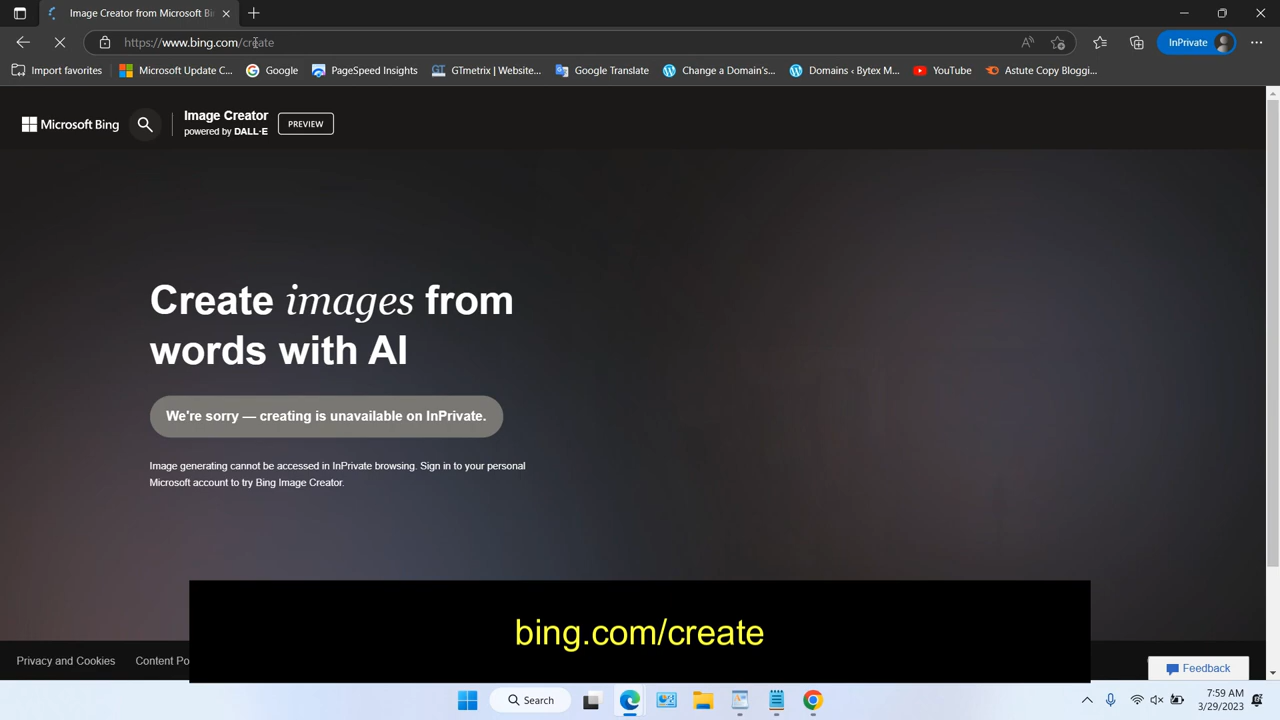 Image Creator from Microsoft Bi
https://www.bing.com/create
InPrivate
Import favorites
Microsoft Update C...
Google
PageSpeed Insights
GTmetrix | Website...
Google Translate
Change a Domain's...
Domains ‹ Bytex M...
YouTube
Astute Copy Bloggi...
Microsoft Bing
Image Creator
powered by DALL·E
PREVIEW
Create images from
words with AI
We're sorry — creating is unavailable on InPrivate.
Image generating cannot be accessed in InPrivate browsing. Sign in to your personal
Microsoft account to try Bing Image Creator.
bing.com/create
Privacy and Cookies
Content Po
Feedback
Search
7:59 AM
3/29/2023